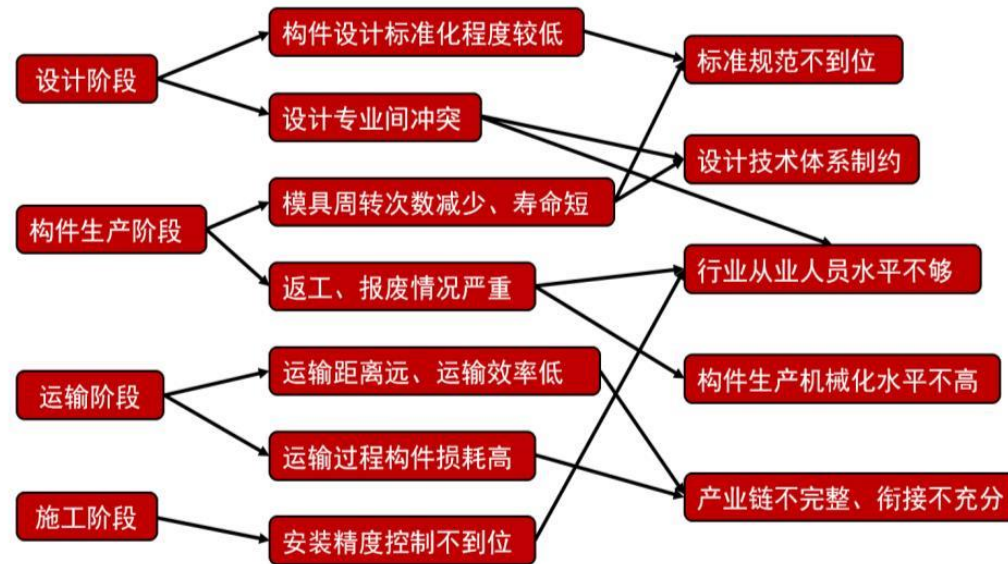 设计阶段
构件生产阶段
运输阶段
施工阶段
构件设计标准化程度较低
设计专业间冲突
模具周转次数减少、寿命短
返工、报废情况严重
运输距离远、运输效率低
运输过程构件损耗高
安装精度控制不到位
标准规范不到位
设计技术体系制约
行业从业人员水平不够
构件生产机械化水平不高
产业链不完整、衔接不充分